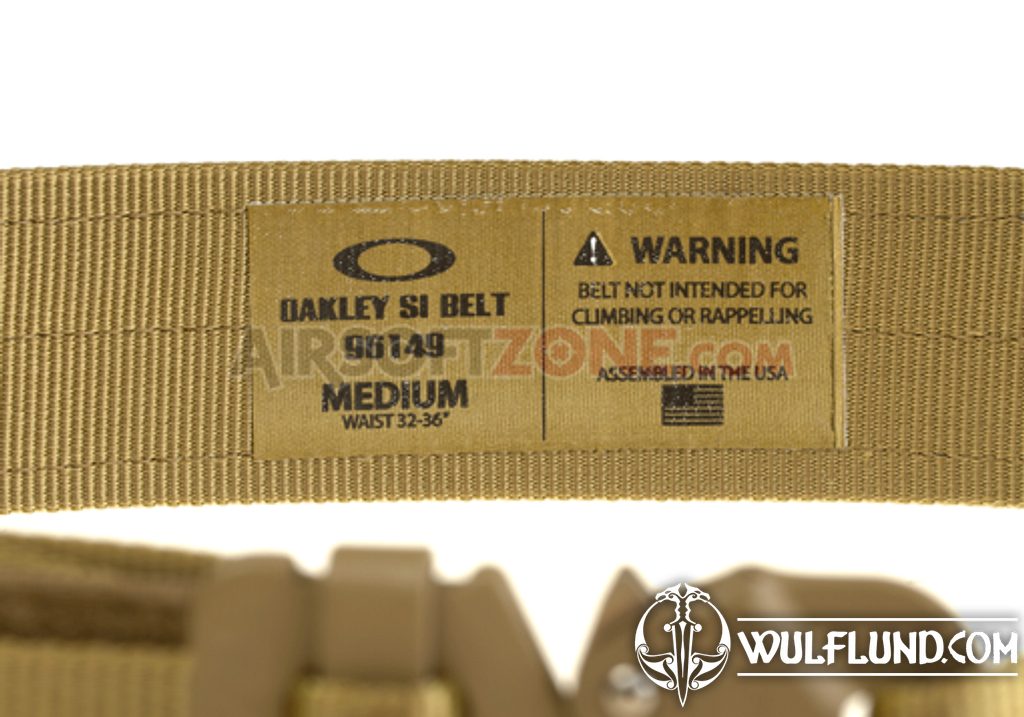 OAKLEY SI BELT
96149
MEDIUM
WAIST 32-36"
WARNING
BELT NOT INTENDED FOR
CLIMBING OR RAPPELLING
ASSEMBLED IN THE USA
AIRSOFTZONE.COM
WULFLUND.COM